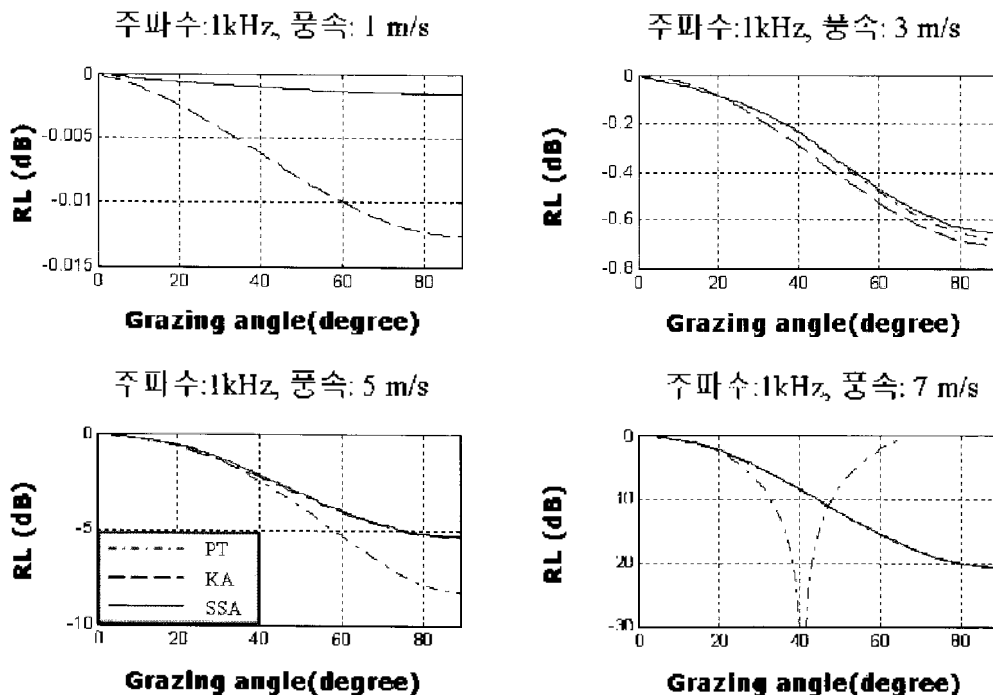 주파수:1kHz, 풍속: 1 m/s
RL (dB)
0
-0.005
-0.01
-0.015
0 20 40 60 80
Grazing angle(degree)
주파수:1kHz, 풍속: 3 m/s
RL (dB)
0
-0.2
-0.4
-0.6
-0.8
0 20 40 60 80
Grazing angle(degree)
주파수:1kHz, 풍속: 5 m/s
RL (dB)
0
-5
-10
PT
KA
SSA
0 20 40 60 80
Grazing angle(degree)
주파수:1kHz, 풍속: 7 m/s
RL (dB)
0
10
20
-30
0 20 40 60 80
Grazing angle(degree)